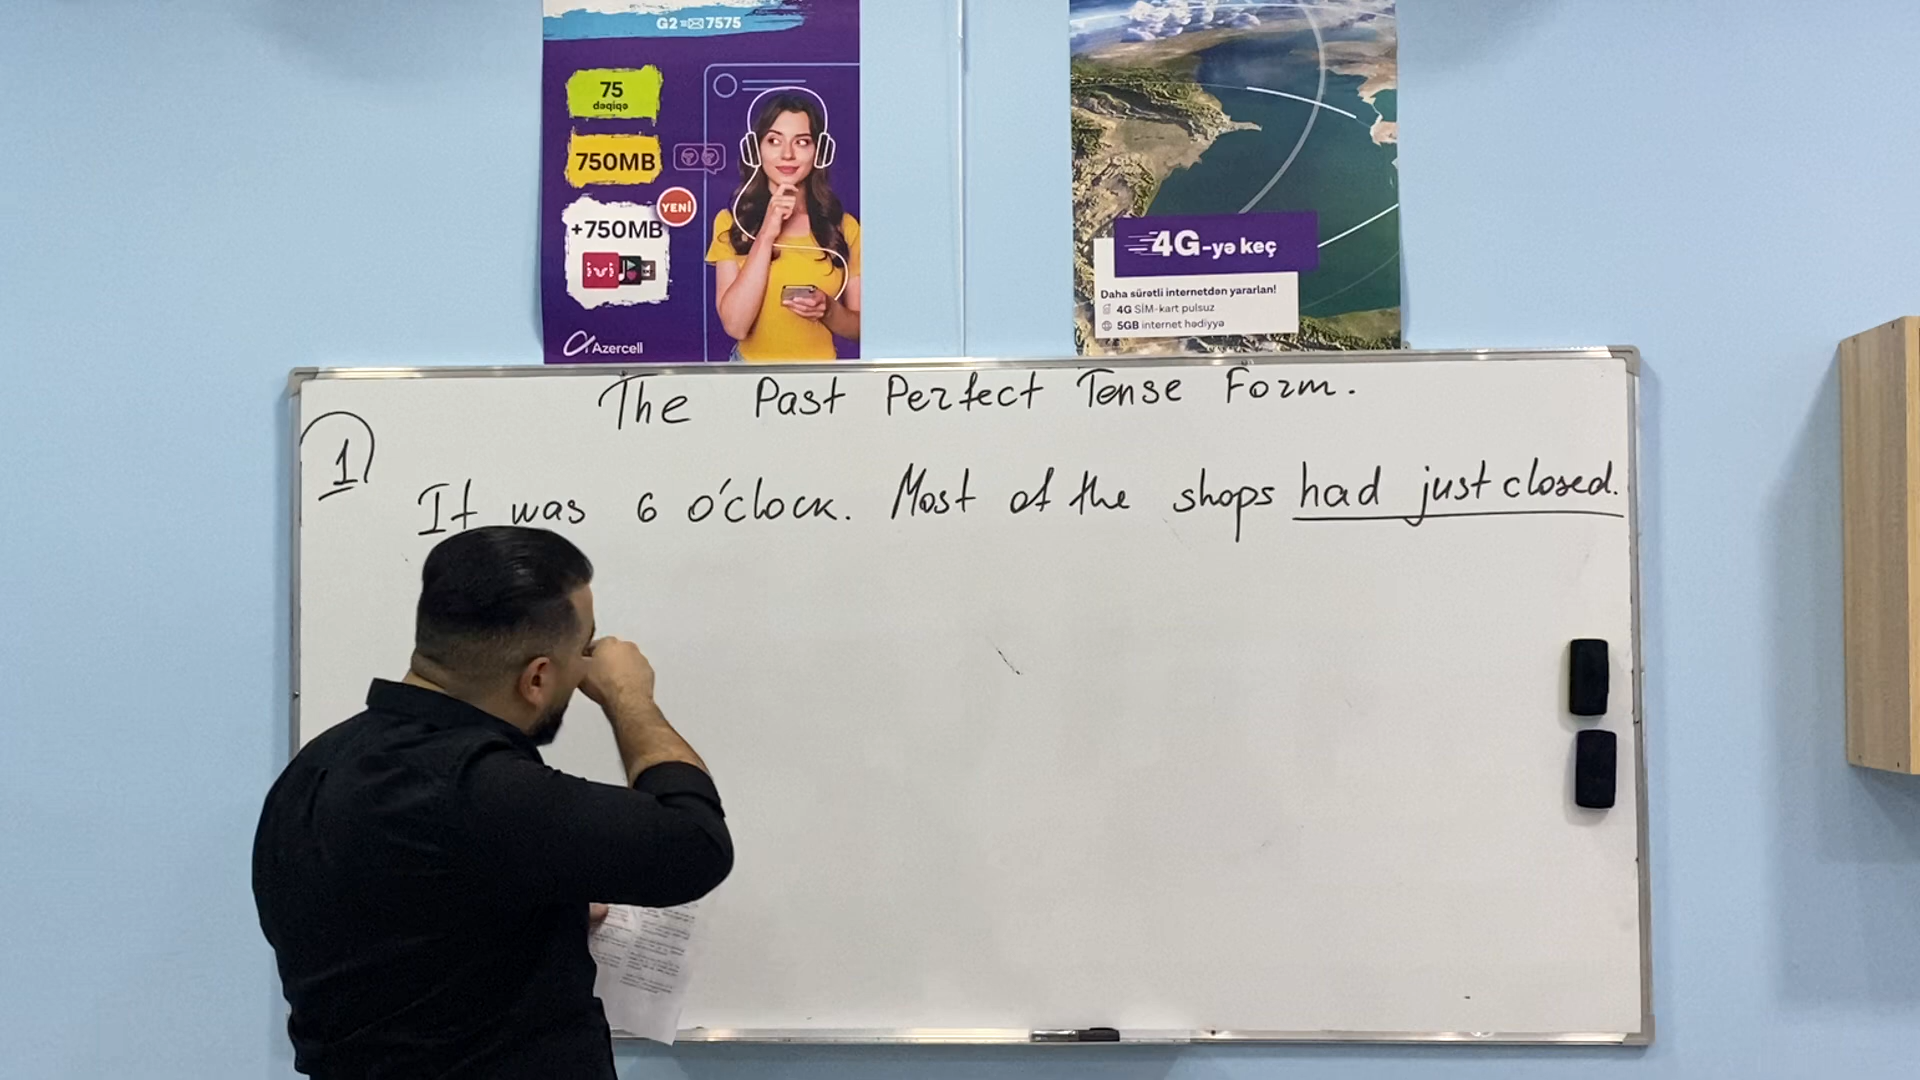 G2 = 7575
75
dəqiqə
750MB
YENİ
+750MB
ivi
Azercell
4G-yə keç
Daha sürətli internetdən yararlan!
4G SİM-kart pulsuz
5GB internet hədiyyə
The Past Perfect Tense Form.
1
It was 6 o'clock. Most of the shops had just closed.